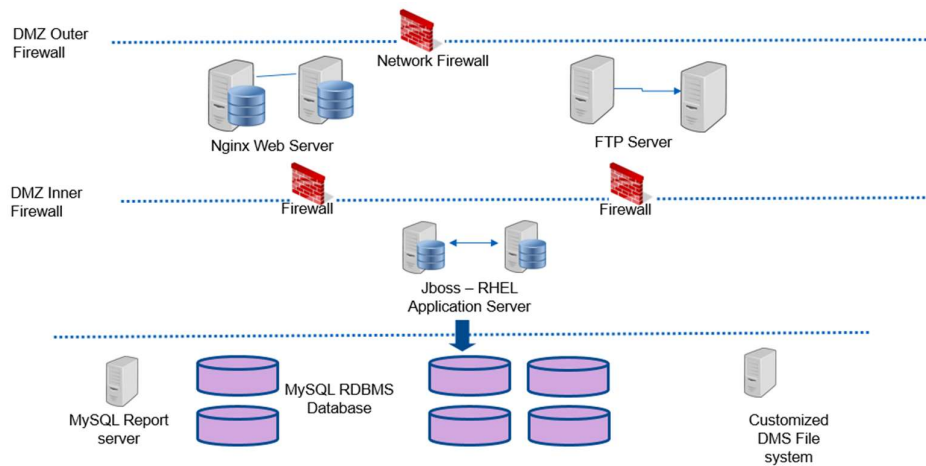 DMZ Outer
Firewall
Network Firewall
Nginx Web Server
FTP Server
DMZ Inner
Firewall
Firewall
Firewall
Jboss – RHEL
Application Server
MySQL RDBMS
Database
MySQL Report
server
Customized
DMS File
system